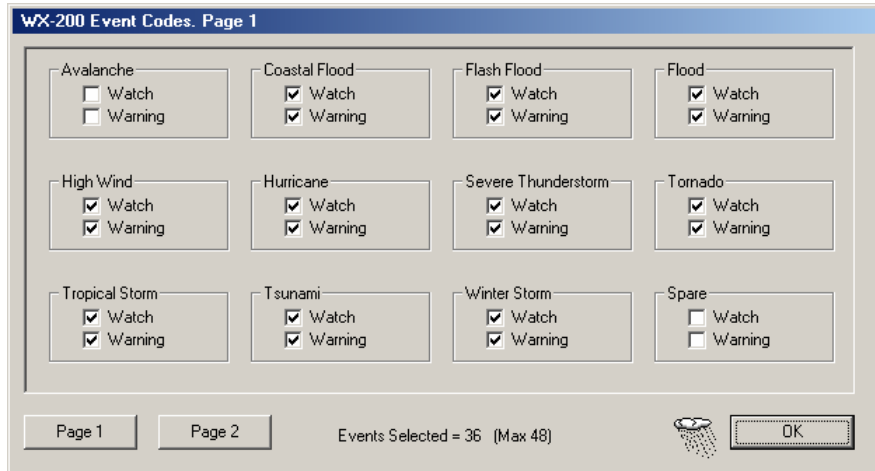 WX-200 Event Codes. Page 1
Avalanche Coastal Flood Flash Flood Flood
Watch Watch Watch Watch
Warning Warning Warning Warning
High Wind Hurricane Severe Thunderstorm Tornado
Watch Watch Watch Watch
Warning Warning Warning Warning
Tropical Storm Tsunami Winter Storm Spare
Watch Watch Watch Watch
Warning Warning Warning Warning
Page 1 Page 2 Events Selected = 36 (Max 48) OK